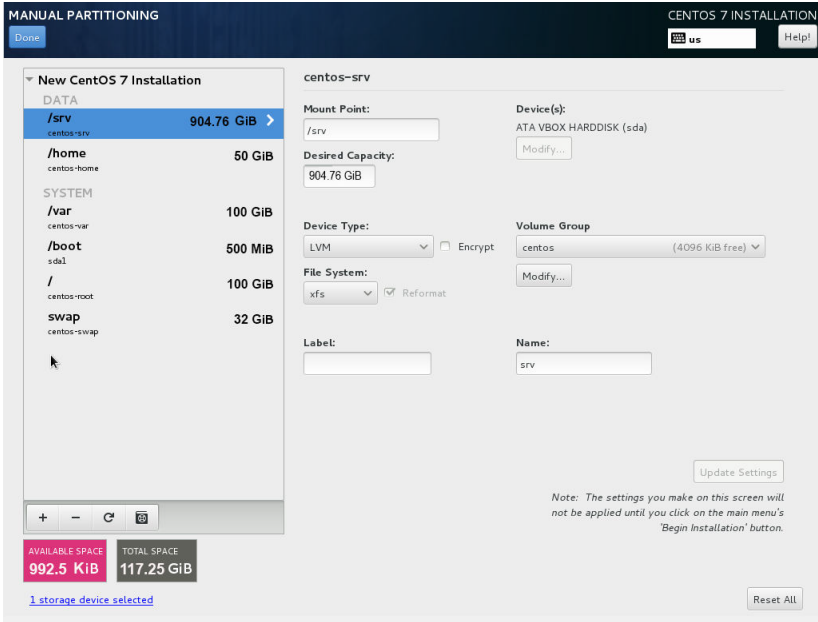 MANUAL PARTITIONING
CENTOS 7 INSTALLATION
Done
us
Help!
New CentOS 7 Installation
DATA
/srv
904.76 GiB
centos-srv
/home
50 GiB
centos-home
SYSTEM
/var
100 GiB
centos-var
/boot
500 MiB
sda1
/
100 GiB
centos-root
swap
32 GiB
centos-swap
+ -
AVAILABLE SPACE
992.5 KiB
TOTAL SPACE
117.25 GiB
1 storage device selected
centos-srv
Mount Point:
/srv
Device(s):
ATA VBOX HARDDISK (sda)
Modify...
Desired Capacity:
904.76 GiB
Device Type:
LVM
Encrypt
Volume Group
centos (4096 KiB free)
Modify...
File System:
xfs
Reformat
Label:
Name:
srv
Update Settings
Note: The settings you make on this screen will
not be applied until you click on the main menu's
'Begin Installation' button.
Reset All